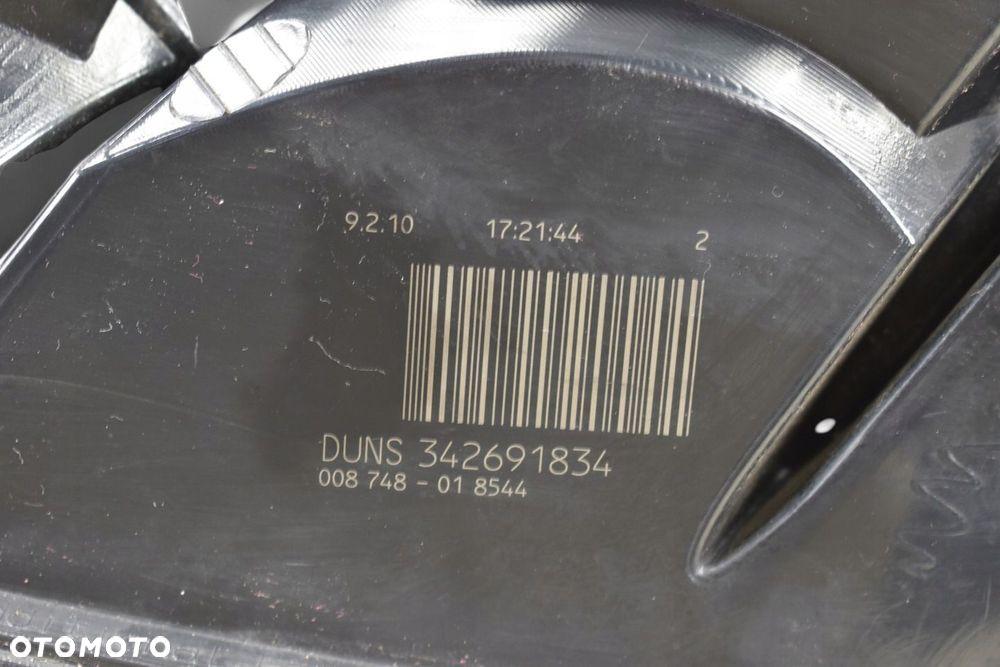 9.2.10 17:21:44 2
DUNS 342691834
008 748 - 01 8544
OTOMOTO